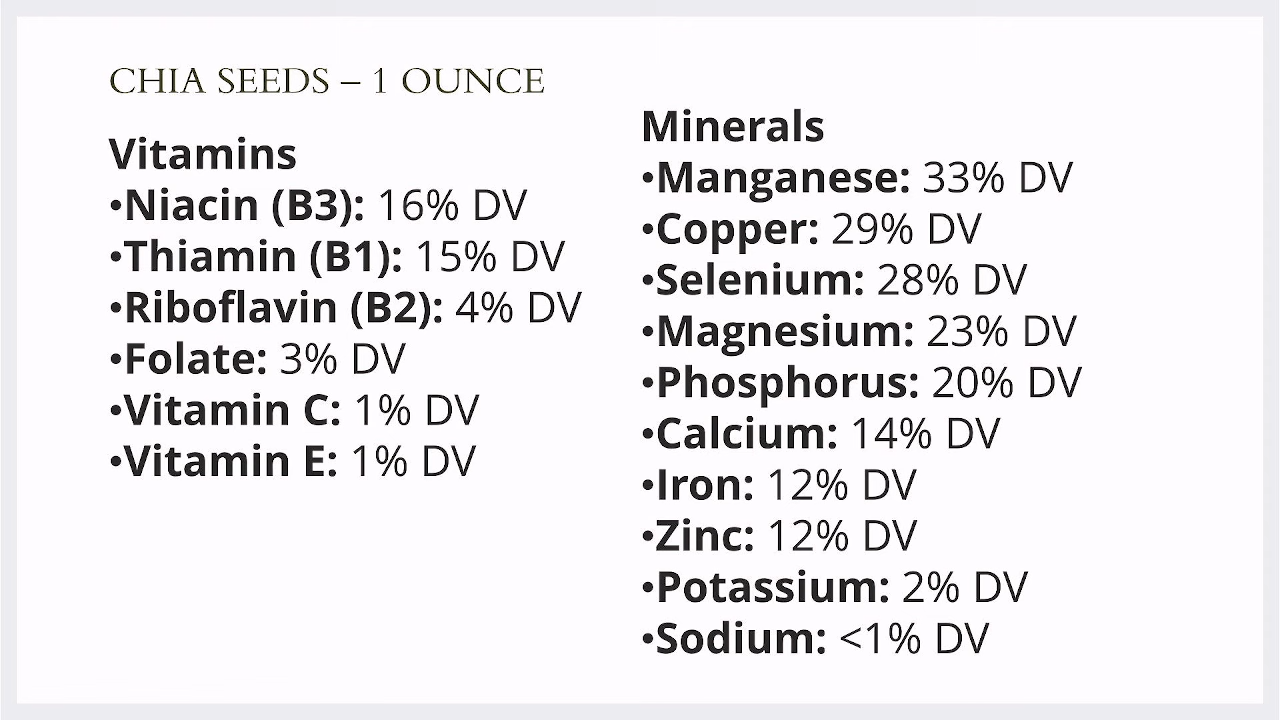 CHIA SEEDS – 1 OUNCE
Vitamins
•Niacin (B3): 16% DV
•Thiamin (B1): 15% DV
•Riboflavin (B2): 4% DV
•Folate: 3% DV
•Vitamin C: 1% DV
•Vitamin E: 1% DV
Minerals
•Manganese: 33% DV
•Copper: 29% DV
•Selenium: 28% DV
•Magnesium: 23% DV
•Phosphorus: 20% DV
•Calcium: 14% DV
•Iron: 12% DV
•Zinc: 12% DV
•Potassium: 2% DV
•Sodium: <1% DV